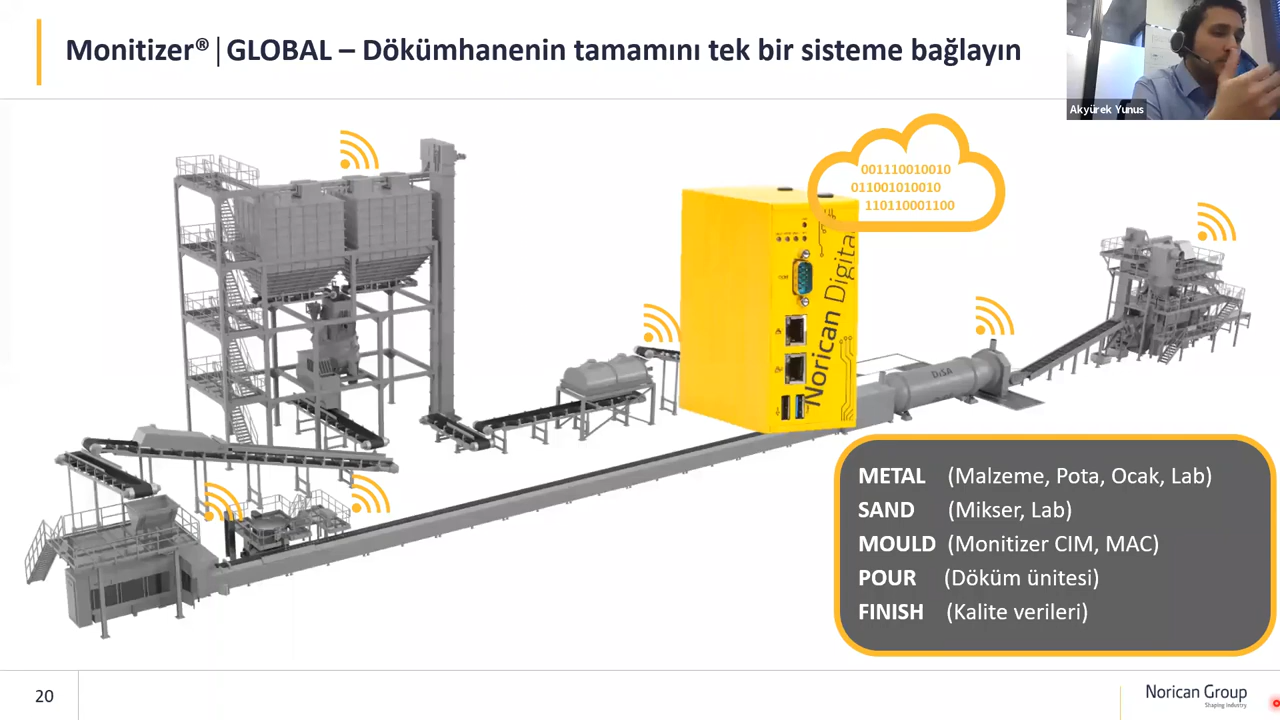 Monitizer®|GLOBAL – Dökümhanenin tamamını tek bir sisteme bağlayın
Akyürek Yunus
001110010010
011001010010
110110001100
Norican Digital
DISA
METAL (Malzeme, Pota, Ocak, Lab)
SAND (Mikser, Lab)
MOULD (Monitizer CIM, MAC)
POUR (Döküm ünitesi)
FINISH (Kalite verileri)
20
Norican Group
Shaping Industry